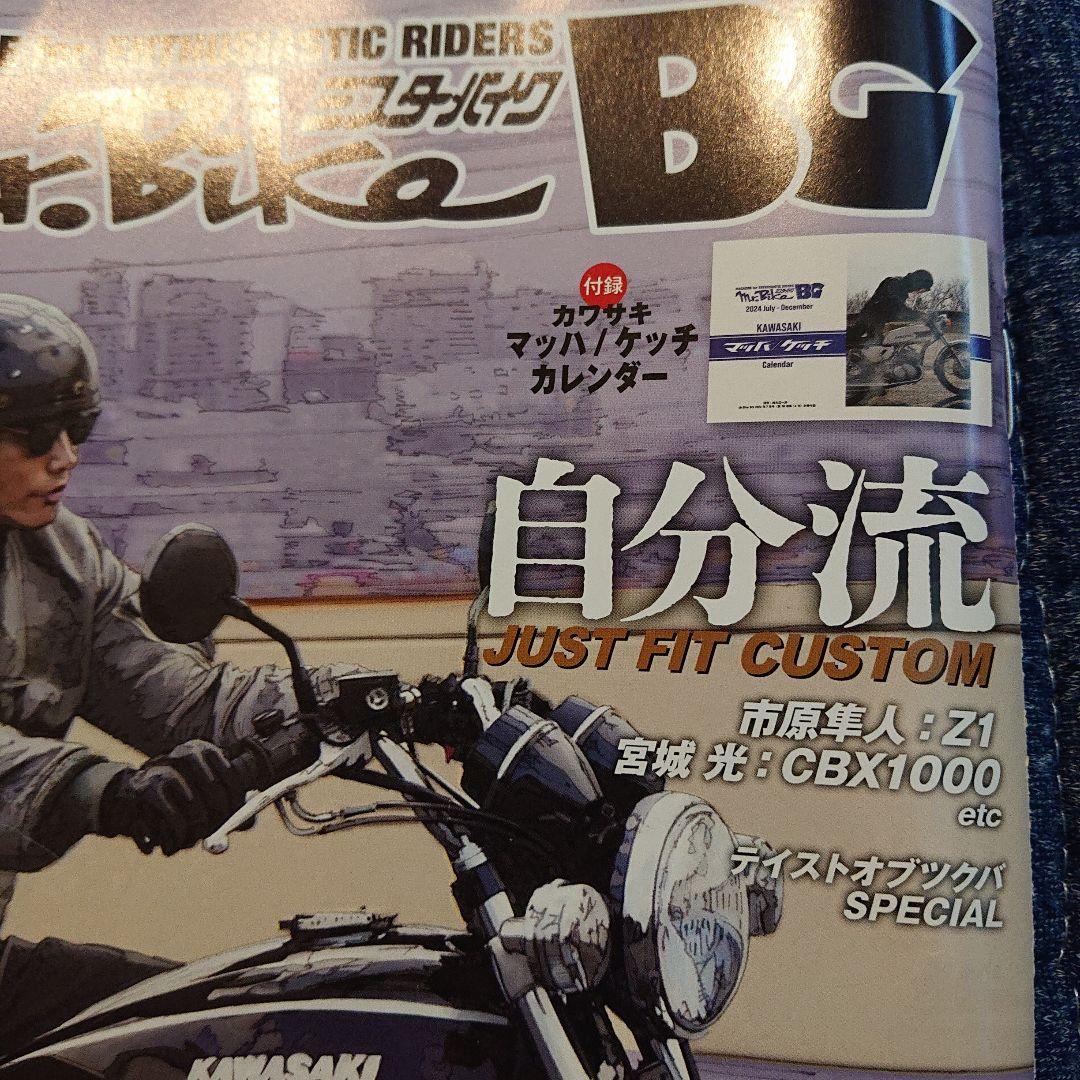 for ENTHUSIASTIC RIDERS
ミスターバイク
r.Bike BG
付録
カワサキ
マッハ/ケッチ
カレンダー
Mr.Bike BG
2024 July - December
KAWASAKI
マッハ/ケッチ
Calendar
自分流
JUST FIT CUSTOM
市原隼人:Z1
宮城 光:CBX1000
etc
テイストオブツクバ
SPECIAL
KAWASAKI